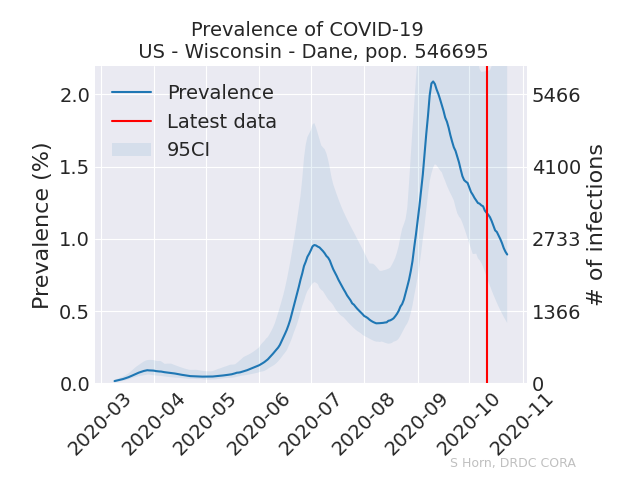 Prevalence of COVID-19
US - Wisconsin - Dane, pop. 546695
Prevalence
Latest data
95CI
Prevalence (%)
2.0
1.5
1.0
0.5
0.0
5466
4100
2733
1366
0
# of infections
2020-03
2020-04
2020-05
2020-06
2020-07
2020-08
2020-09
2020-10
2020-11
S Horn, DRDC CORA